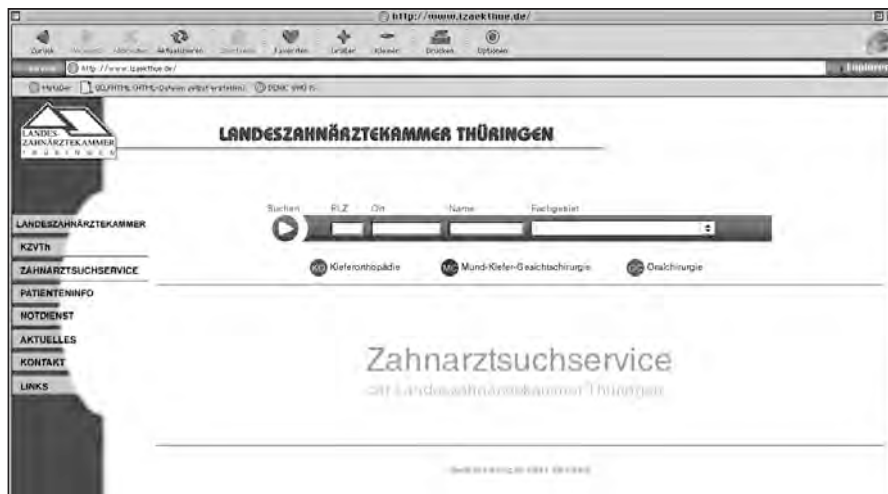 http://www.lzaekthue.de/
Zurück Aktualisieren Favoriten Größer Kleiner Drucken Optionen
http://www.lzaekthue.de/
LANDES-
ZAHNÄRZTEKAMMER
THÜRINGEN
LANDESZAHNÄRZTEKAMMER THÜRINGEN
Suchen PLZ Ort Name Fachgebiet
KO Kieferorthopädie MG Mund-Kiefer-Gesichtschirurgie OC Oralchirurgie
LANDESZAHNÄRZTEKAMMER
KZVTh
ZAHNARZTSUCHSERVICE
PATIENTENINFO
NOTDIENST
AKTUELLES
KONTAKT
LINKS
Zahnarztsuchservice
der Landeszahnärztekammer Thüringen